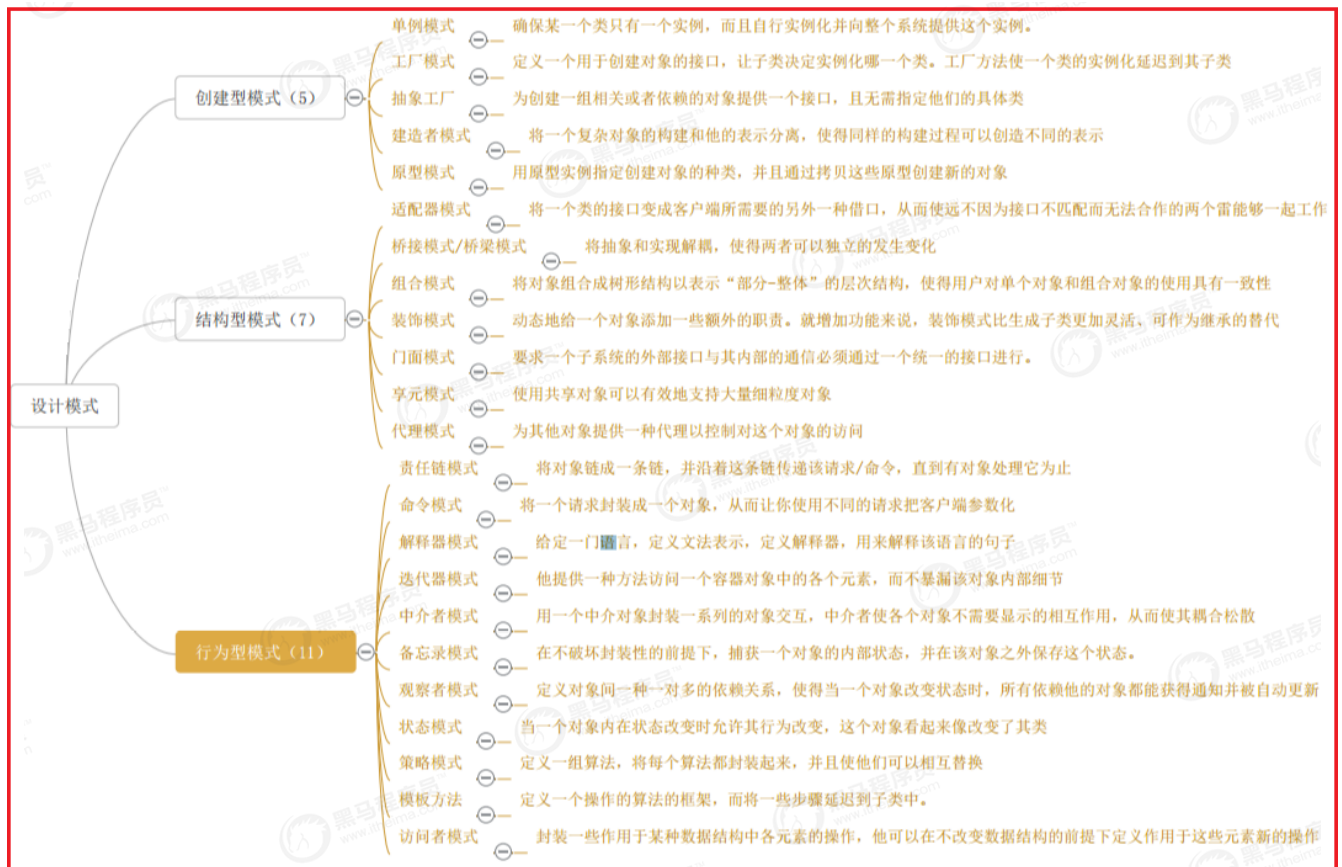 单例模式 确保某一个类只有一个实例，而且自行实例化并向整个系统提供这个实例。
工厂模式 定义一个用于创建对象的接口，让子类决定实例化哪一个类。工厂方法使一个类的实例化延迟到其子类
创建型模式（5）
抽象工厂 为创建一组相关或者依赖的对象提供一个接口，且无需指定他们的具体类
建造者模式 将一个复杂对象的构建和他的表示分离，使得同样的构建过程可以创造不同的表示
原型模式 用原型实例指定创建对象的种类，并且通过拷贝这些原型创建新的对象
适配器模式 将一个类的接口变成客户端所需要的另外一种借口，从而使远不因为接口不匹配而无法合作的两个雷能够一起工作
桥接模式/桥梁模式 将抽象和实现解耦，使得两者可以独立的发生变化
组合模式 将对象组合成树形结构以表示“部分-整体”的层次结构，使得用户对单个对象和组合对象的使用具有一致性
结构型模式（7）
装饰模式 动态地给一个对象添加一些额外的职责。就增加功能来说，装饰模式比生成子类更加灵活，可作为继承的替代
门面模式 要求一个子系统的外部接口与其内部的通信必须通过一个统一的接口进行。
享元模式 使用共享对象可以有效地支持大量细粒度对象
设计模式
代理模式 为其他对象提供一种代理以控制对这个对象的访问
责任链模式 将对象链成一条链，并沿着这条链传递该请求/命令，直到有对象处理它为止
命令模式 将一个请求封装成一个对象，从而让你使用不同的请求把客户端参数化
解释器模式 给定一门语言，定义文法表示，定义解释器，用来解释该语言的句子
迭代器模式 他提供一种方法访问一个容器对象中的各个元素，而不暴漏该对象内部细节
中介者模式 用一个中介对象封装一系列的对象交互，中介者使各个对象不需要显示的相互作用，从而使其耦合松散
行为型模式（11）
备忘录模式 在不破坏封装性的前提下，捕获一个对象的内部状态，并在该对象之外保存这个状态。
观察者模式 定义对象间一种一对多的依赖关系，使得当一个对象改变状态时，所有依赖他的对象都能获得通知并被自动更新
状态模式 当一个对象内在状态改变时允许其行为改变，这个对象看起来像改变了其类
策略模式 定义一组算法，将每个算法都封装起来，并且使他们可以相互替换
模板方法 定义一个操作的算法的框架，而将一些步骤延迟到子类中。
访问者模式 封装一些作用于某种数据结构中各元素的操作，他可以在不改变数据结构的前提下定义作用于这些元素新的操作
黑马程序员™
www.itheima.com